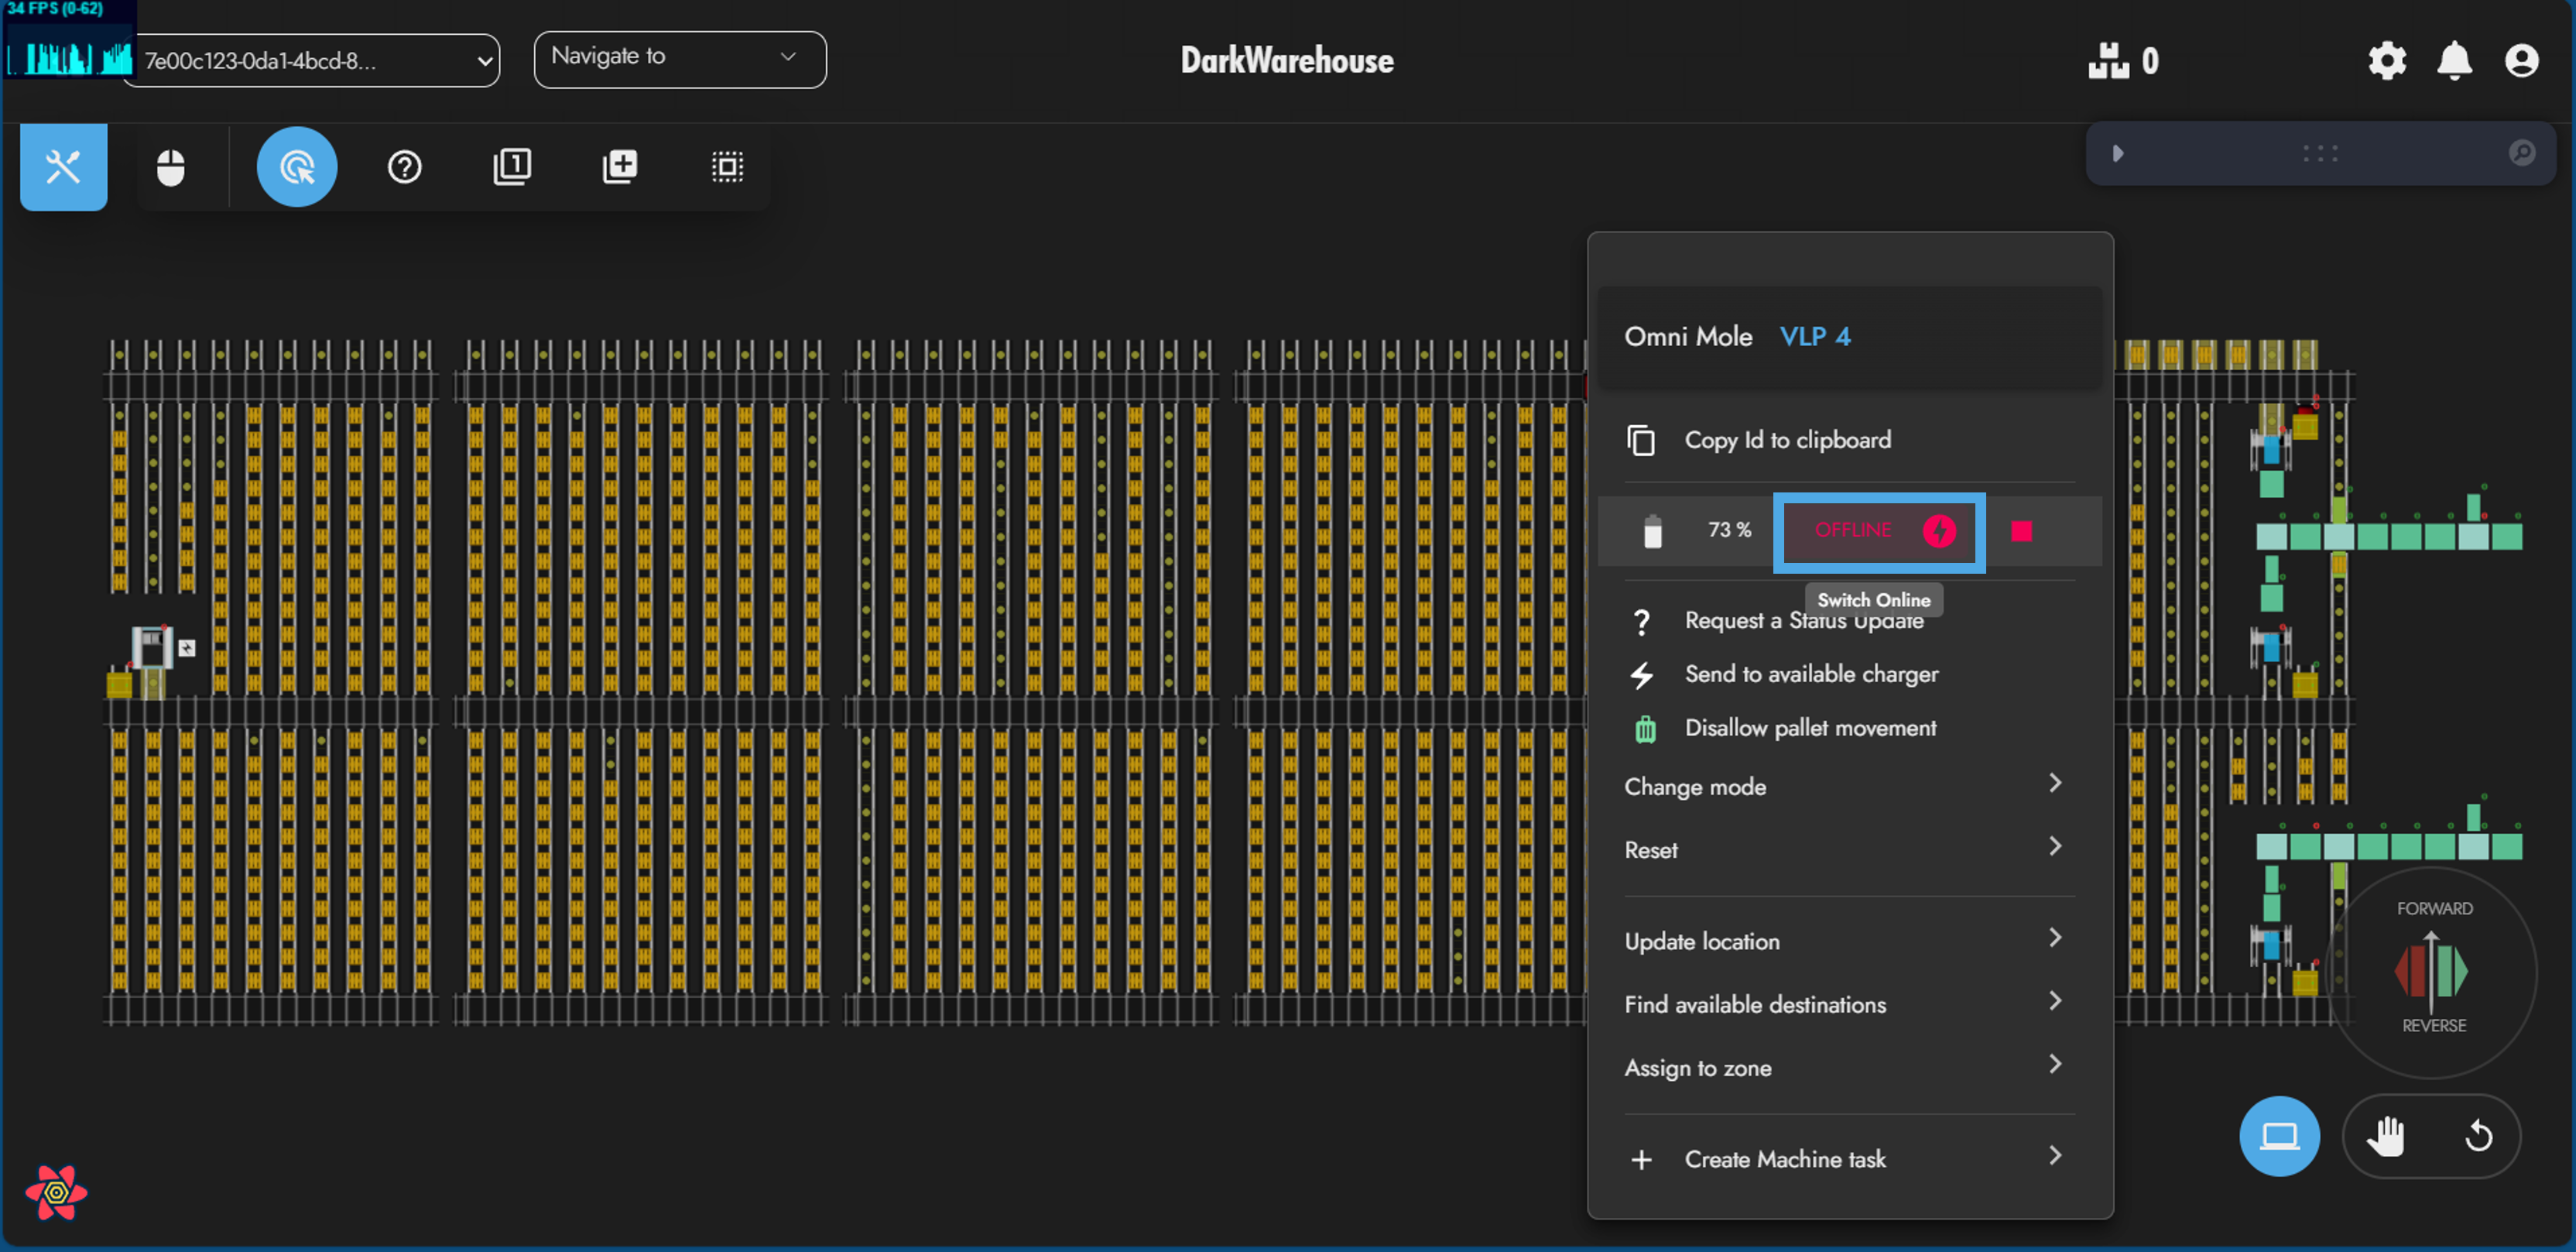 34 FPS (0-62)
7e00c123-0da1-4bcd-8...
Navigate to
DarkWarehouse
0
1
Omni Mole VLP 4
Copy Id to clipboard
73 %
OFFLINE
Switch Online
Request a Status Update
Send to available charger
Disallow pallet movement
Change mode
Reset
Update location
Find available destinations
Assign to zone
Create Machine task
FORWARD
REVERSE